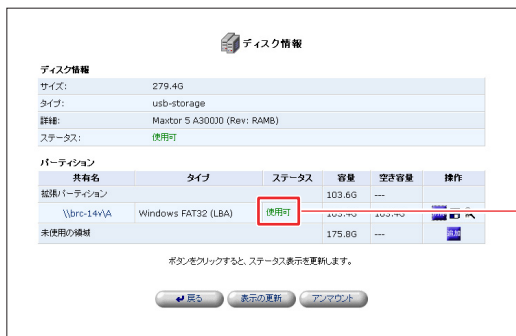 ディスク情報
ディスク情報
サイズ: 279.4G
タイプ: usb-storage
詳細: Maxtor 5 A300J0 (Rev: RAMB)
ステータス: 使用可
パーティション
共有名 タイプ ステータス 容量 空き容量 操作
拡張パーティション 103.6G ---
\\brc-14v\A Windows FAT32 (LBA) 使用可 103.4G 103.4G
未使用の領域 175.8G --- 追加
ボタンをクリックすると、ステータス表示を更新します。
戻る 表示の更新 アンマウント